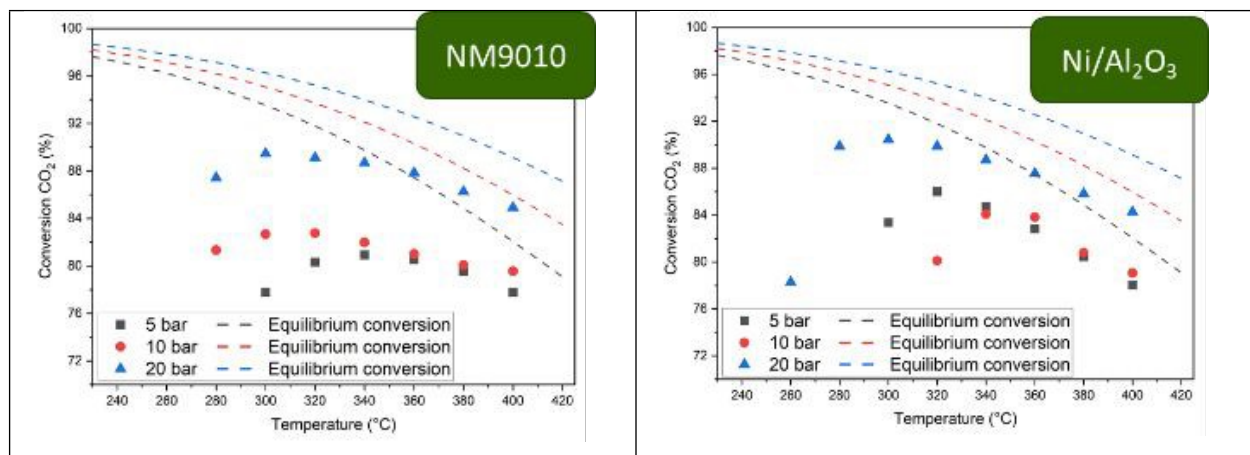 NM9010
100
96
92
88
84
80
76
72
Conversion CO₂ (%)
5 bar Equilibrium conversion
10 bar Equilibrium conversion
20 bar Equilibrium conversion
240 260 280 300 320 340 360 380 400 420
Temperature (°C)
Ni/Al₂O₃
100
96
92
88
84
80
76
72
Conversion CO₂ (%)
5 bar Equilibrium conversion
10 bar Equilibrium conversion
20 bar Equilibrium conversion
240 260 280 300 320 340 360 380 400 420
Temperature (°C)